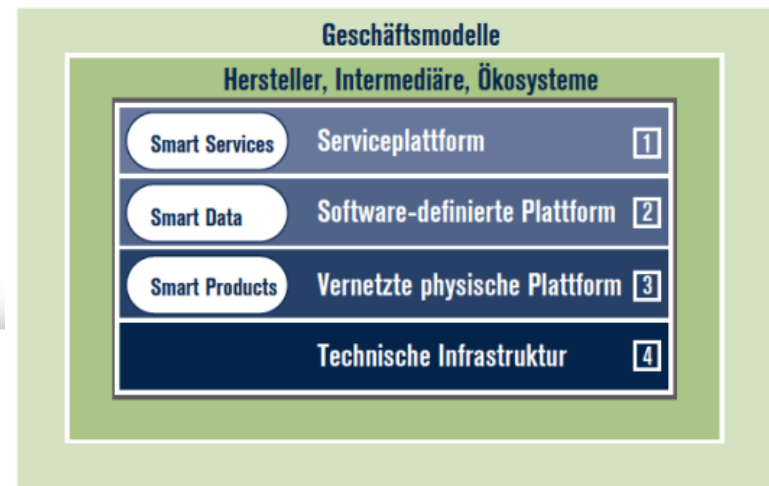 Geschäftsmodelle
Hersteller, Intermediäre, Ökosysteme
Smart Services Serviceplattform 1
Smart Data Software-definierte Plattform 2
Smart Products Vernetzte physische Plattform 3
Technische Infrastruktur 4